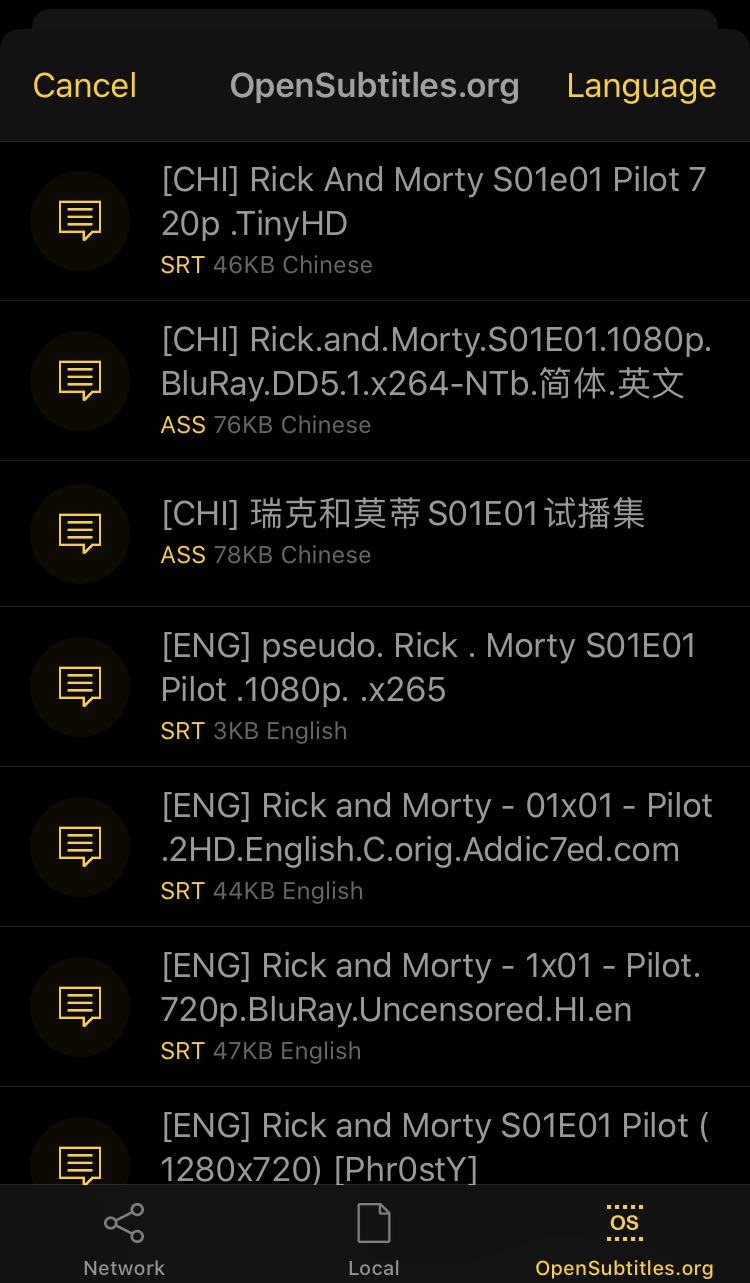 Cancel
OpenSubtitles.org
Language
[CHI] Rick And Morty S01e01 Pilot 7
20p .TinyHD
SRT 46KB Chinese
[CHI] Rick.and.Morty.S01E01.1080p.
BluRay.DD5.1.x264-NTb.简体.英文
ASS 76KB Chinese
[CHI] 瑞克和莫蒂 S01E01 试播集
ASS 78KB Chinese
[ENG] pseudo. Rick . Morty S01E01
Pilot .1080p. .x265
SRT 3KB English
[ENG] Rick and Morty - 01x01 - Pilot
.2HD.English.C.orig.Addic7ed.com
SRT 44KB English
[ENG] Rick and Morty - 1x01 - Pilot.
720p.BluRay.Uncensored.HI.en
SRT 47KB English
[ENG] Rick and Morty S01E01 Pilot (
1280x720) [Phr0stY]
OS
Network
Local
OpenSubtitles.org